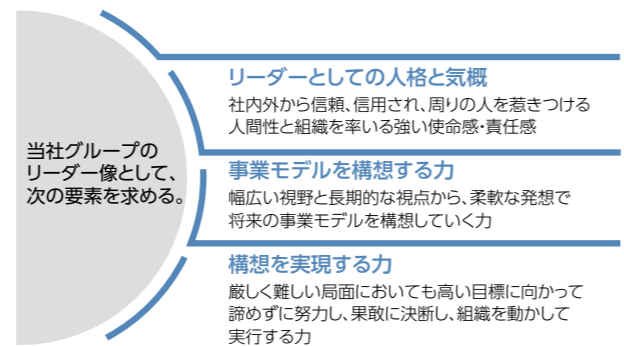 当社グループの
リーダー像として、
次の要素を求める。
リーダーとしての人格と気概
社内外から信頼、信用され、周りの人を惹きつける
人間性と組織を率いる強い使命感・責任感
事業モデルを構想する力
幅広い視野と長期的な視点から、柔軟な発想で
将来の事業モデルを構想していく力
構想を実現する力
厳しく難しい局面においても高い目標に向かって
諦めずに努力し、果敢に決断し、組織を動かして
実行する力